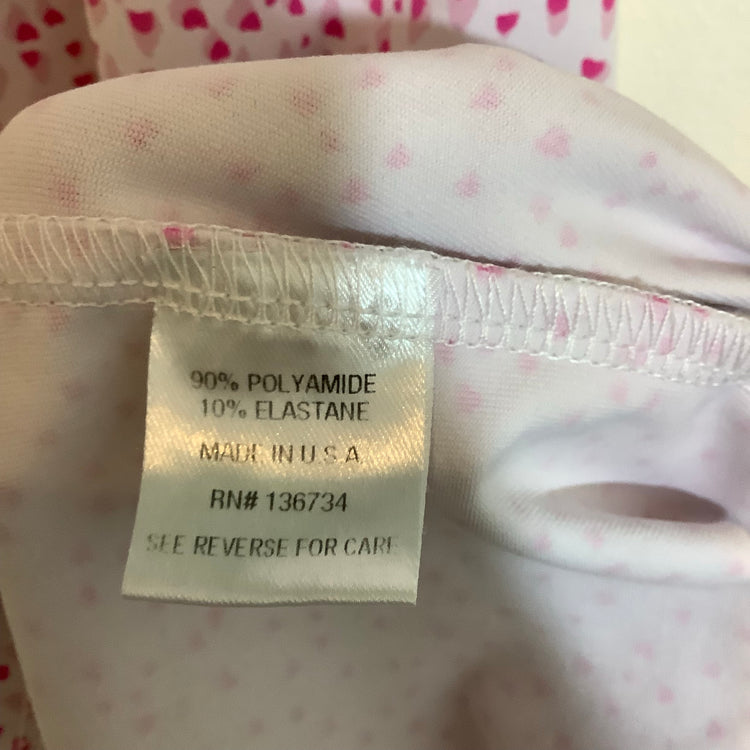 90% POLYAMIDE
10% ELASTANE
MADE IN U S A
RN# 136734
SEE REVERSE FOR CARE